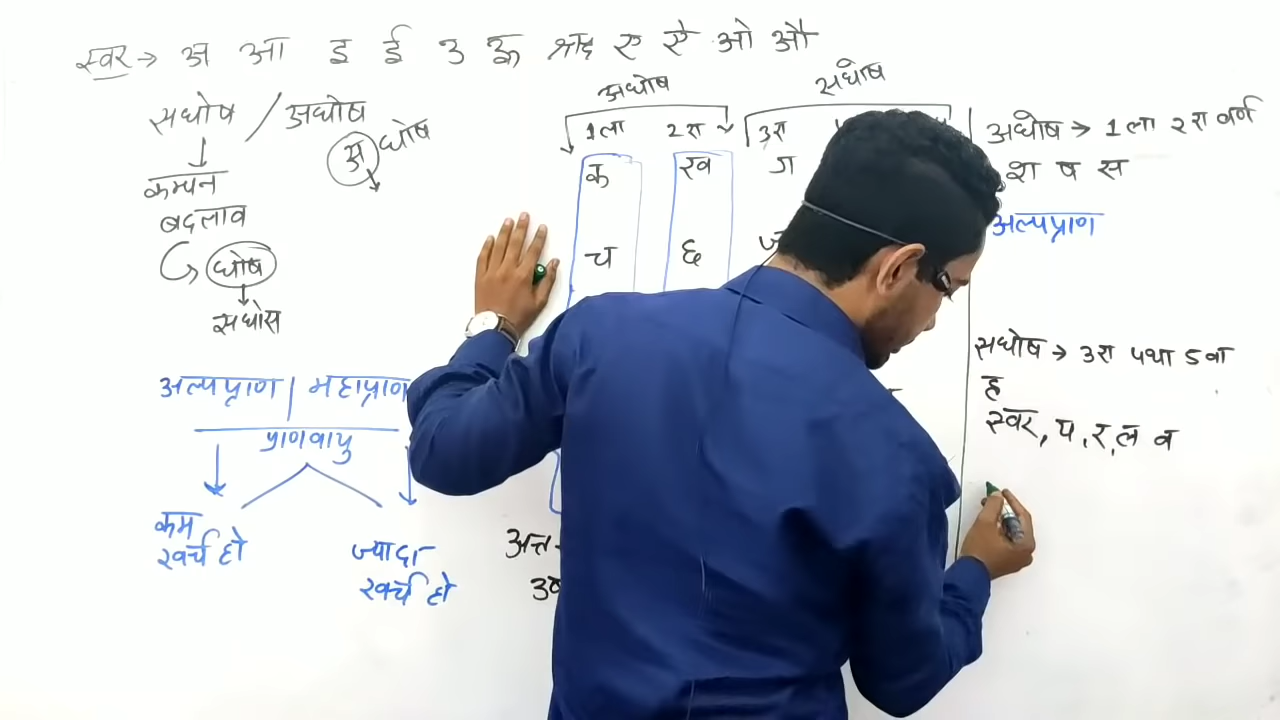 स्वर → अ आ इ ई उ ऊ ऋ ए ऐ ओ औ
सघोष / अघोष
कम्पन
बदलाव
घोष
सघोस
अघोष
अल्पप्राण | महाप्राण
प्राणवायु
कम
खर्च हो
ज्यादा
खर्च हो
अघोष
सघोष
1ला 2रा 3रा
क ख ग
च छ
अघोष → 1ला 2रा वर्ण
श ष स
अल्पप्राण
सघोष → 3रा 4था 5वा
ह
स्वर, य, र, ल व